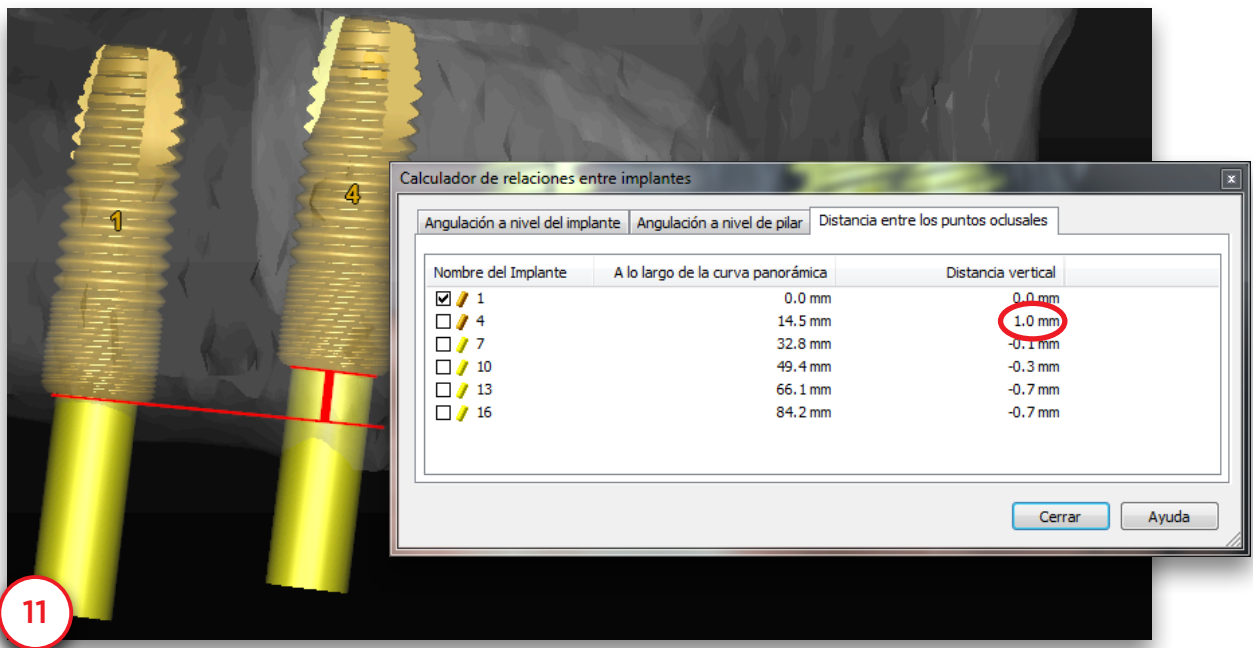 1
4
Calculador de relaciones entre implantes
x
Angulación a nivel del implante Angulación a nivel de pilar Distancia entre los puntos oclusales
Nombre del Implante A lo largo de la curva panorámica Distancia vertical
1 0.0 mm 0.0 mm
4 14.5 mm 1.0 mm
7 32.8 mm -0.1 mm
10 49.4 mm -0.3 mm
13 66.1 mm -0.7 mm
16 84.2 mm -0.7 mm
Cerrar Ayuda
11